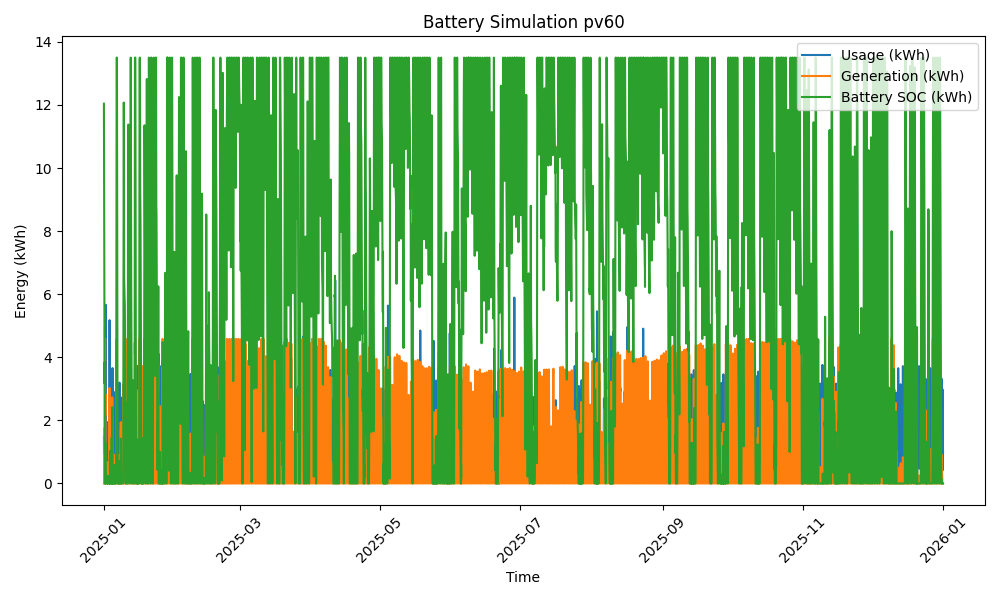 Battery Simulation pv60
Usage (kWh)
Generation (kWh)
Battery SOC (kWh)
Energy (kWh)
14
12
10
8
6
4
2
0
2025-01
2025-03
2025-05
2025-07
2025-09
2025-11
2026-01
Time